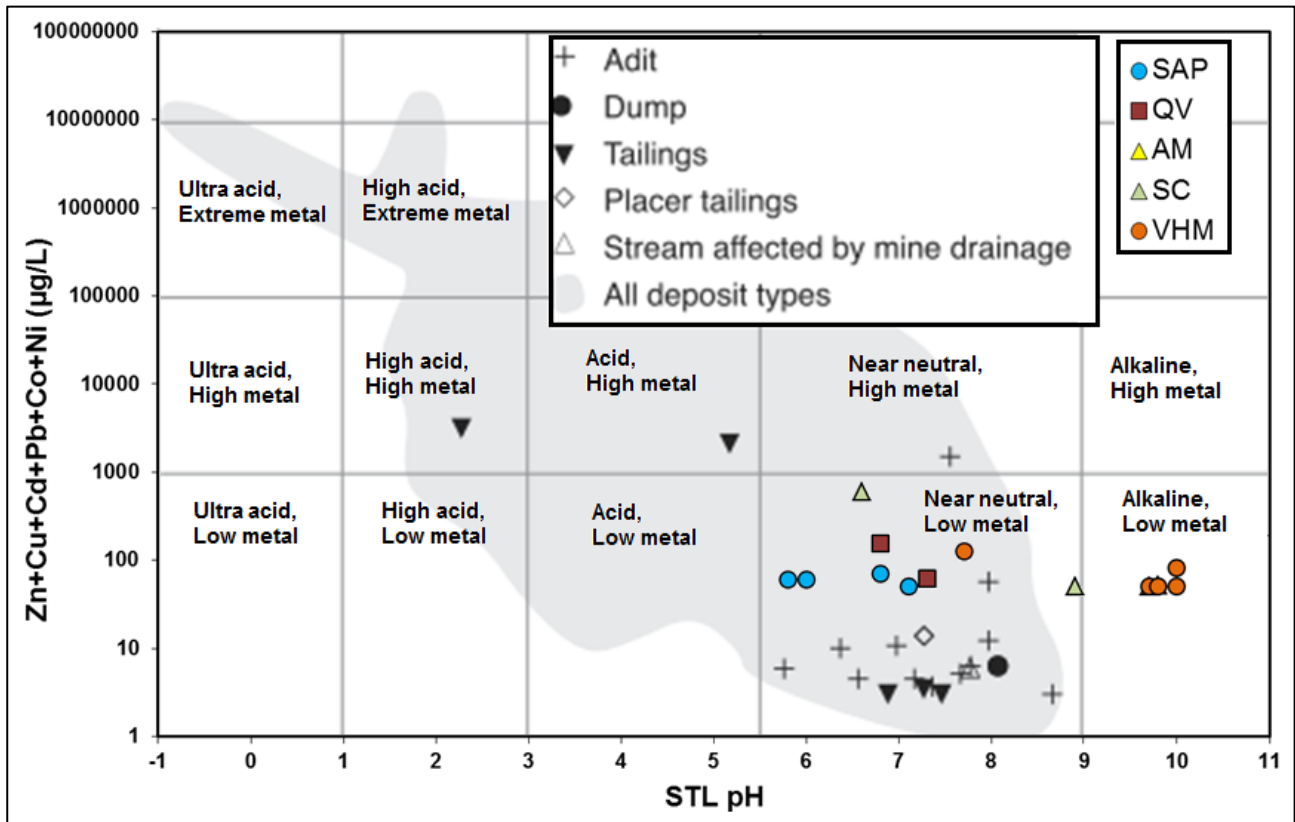 100000000
10000000
1000000
100000
10000
1000
100
10
1
Zn+Cu+Cd+Pb+Co+Ni (µg/L)
Adit
Dump
Tailings
Placer tailings
Stream affected by mine drainage
All deposit types
SAP
QV
AM
SC
VHM
Ultra acid,
Extreme metal
High acid,
Extreme metal
Ultra acid,
High metal
High acid,
High metal
Acid,
High metal
Near neutral,
High metal
Alkaline,
High metal
Ultra acid,
Low metal
High acid,
Low metal
Acid,
Low metal
Near neutral,
Low metal
Alkaline,
Low metal
-1 0 1 2 3 4 5 6 7 8 9 10 11
STL pH